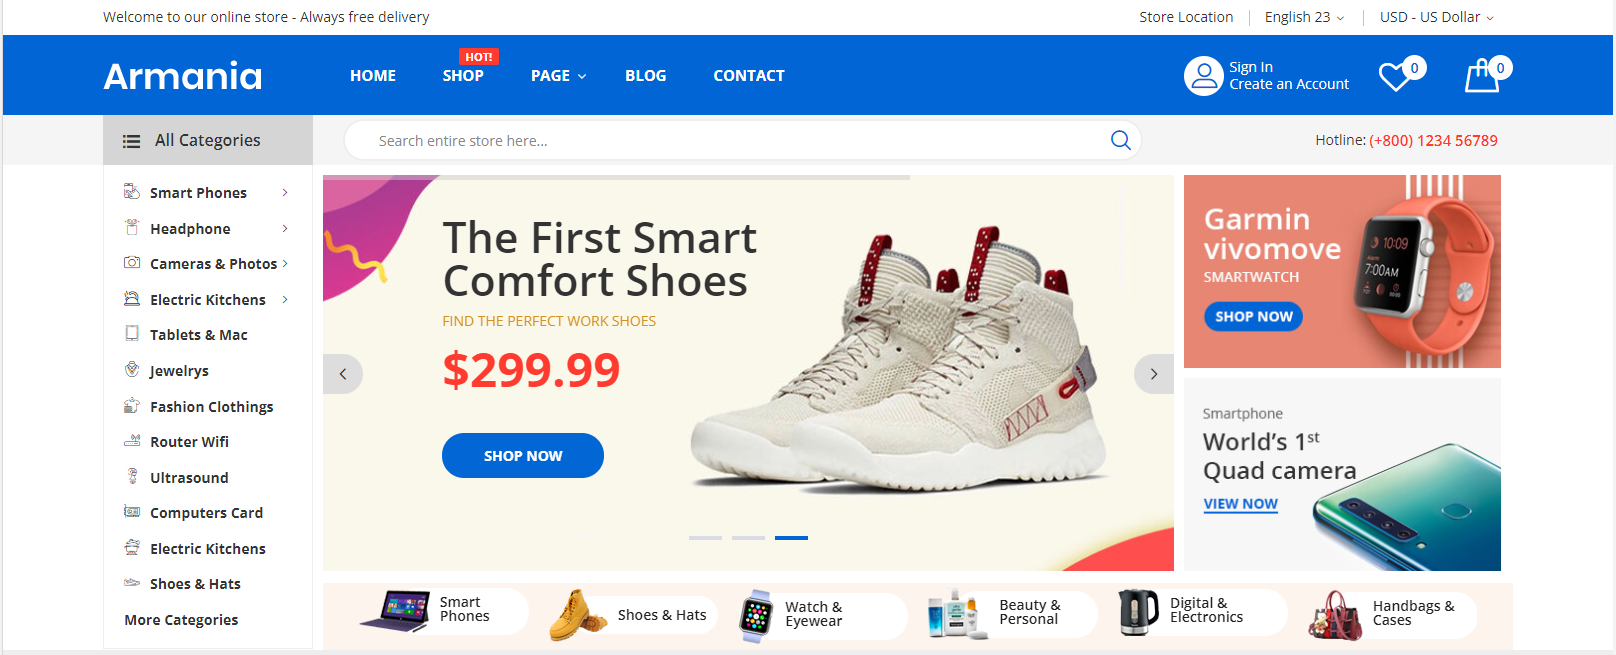 Welcome to our online store - Always free delivery
Store Location
English 23
USD - US Dollar
Armania
HOME
HOT!
SHOP
PAGE
BLOG
CONTACT
Sign In
Create an Account
0
0
All Categories
Search entire store here...
Hotline: (+800) 1234 56789
Smart Phones
Headphone
Cameras & Photos
Electric Kitchens
Tablets & Mac
Jewelrys
Fashion Clothings
Router Wifi
Ultrasound
Computers Card
Electric Kitchens
Shoes & Hats
More Categories
The First Smart
Comfort Shoes
FIND THE PERFECT WORK SHOES
$299.99
SHOP NOW
Garmin
vivomove
SMARTWATCH
SHOP NOW
10:09
Alarm
7:00AM
Smartphone
World's 1st
Quad camera
VIEW NOW
Smart
Phones
Shoes & Hats
Watch &
Eyewear
Beauty &
Personal
Digital &
Electronics
Handbags &
Cases